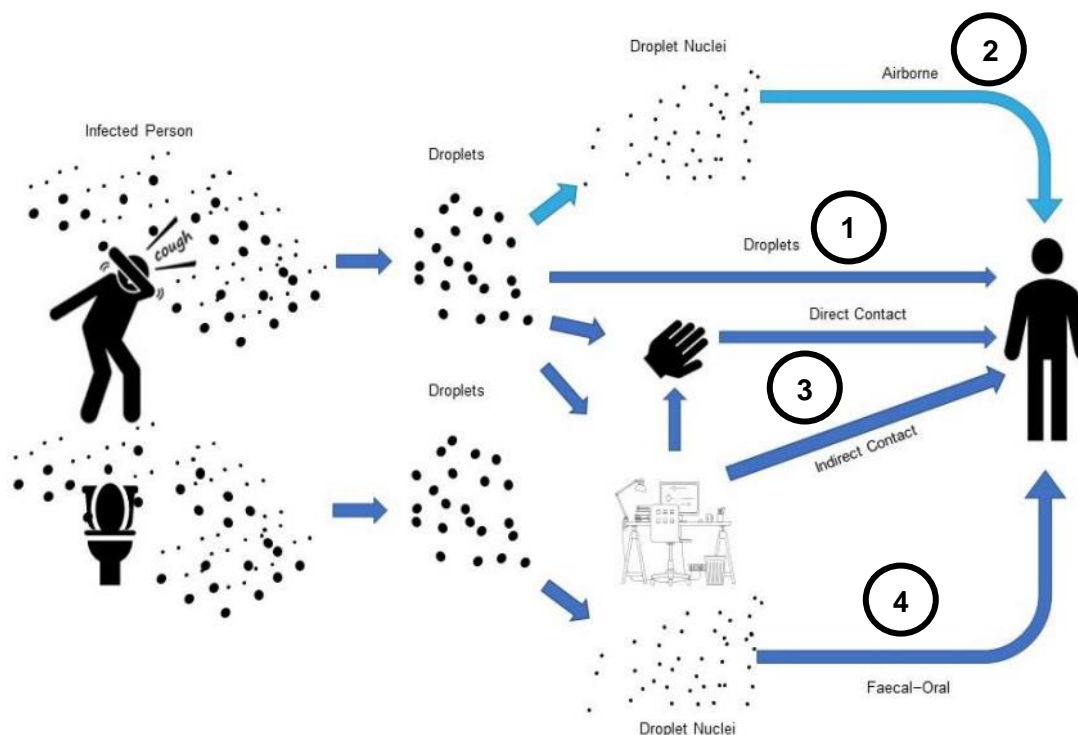 Droplet Nuclei
2
Airborne
Infected Person
Droplets
cough
1
Droplets
Direct Contact
3
Droplets
Indirect Contact
4
Faecal-Oral
Droplet Nuclei